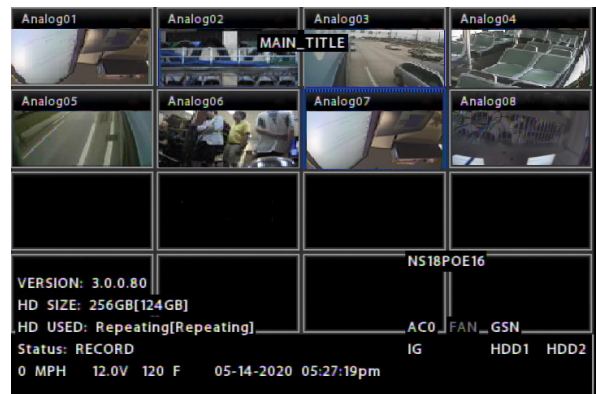 Analog01 Analog02 Analog03 Analog04
MAIN_TITLE
Analog05 Analog06 Analog07 Analog08
NS18POE16
VERSION: 3.0.0.80
HD SIZE: 256GB[124GB]
HD USED: Repeating[Repeating] AC0 FAN GSN
Status: RECORD IG HDD1 HDD2
0 MPH 12.0V 120 F 05-14-2020 05:27:19pm